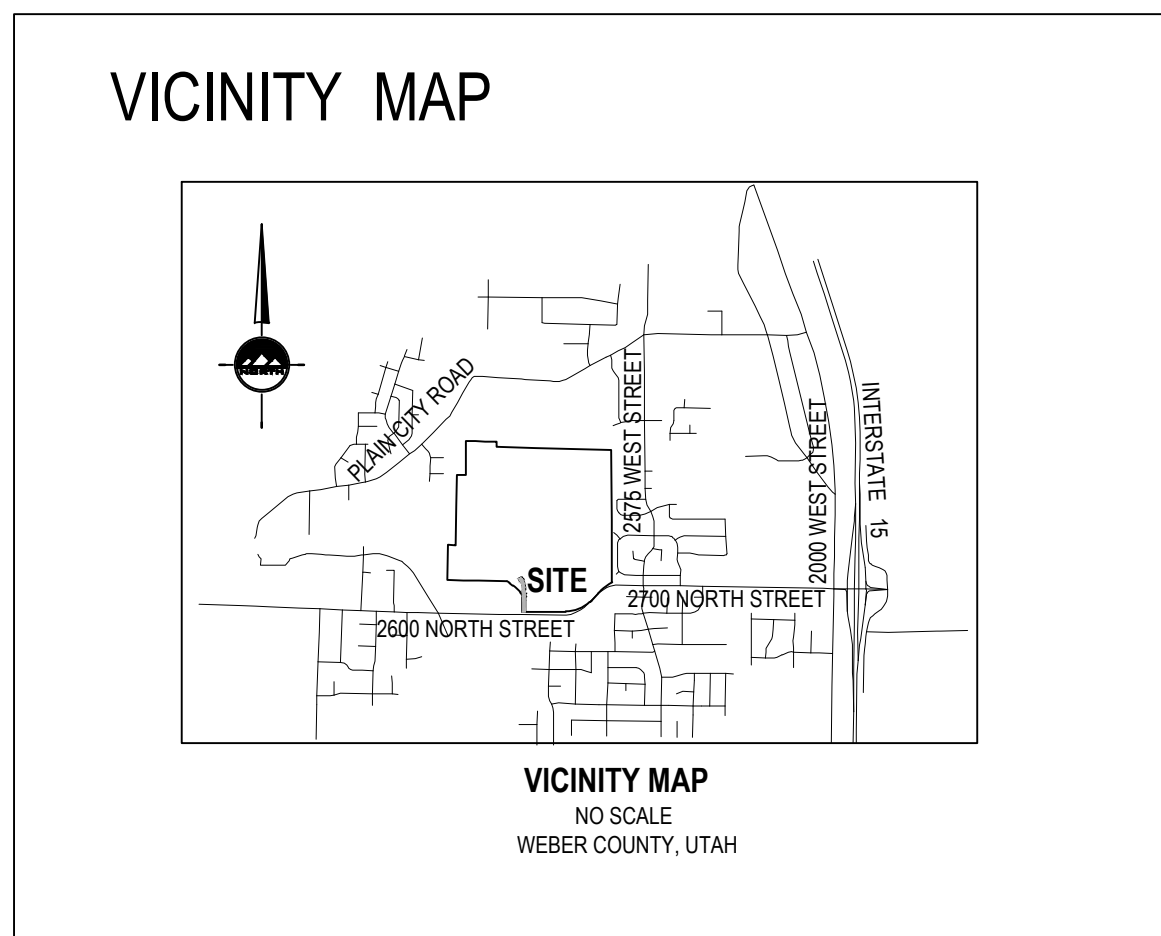 VICINITY MAP
NORTH
PLAIN CITY ROAD
2575 WEST STREET
2000 WEST STREET
INTERSTATE 15
SITE
2700 NORTH STREET
2600 NORTH STREET
VICINITY MAP
NO SCALE
WEBER COUNTY, UTAH